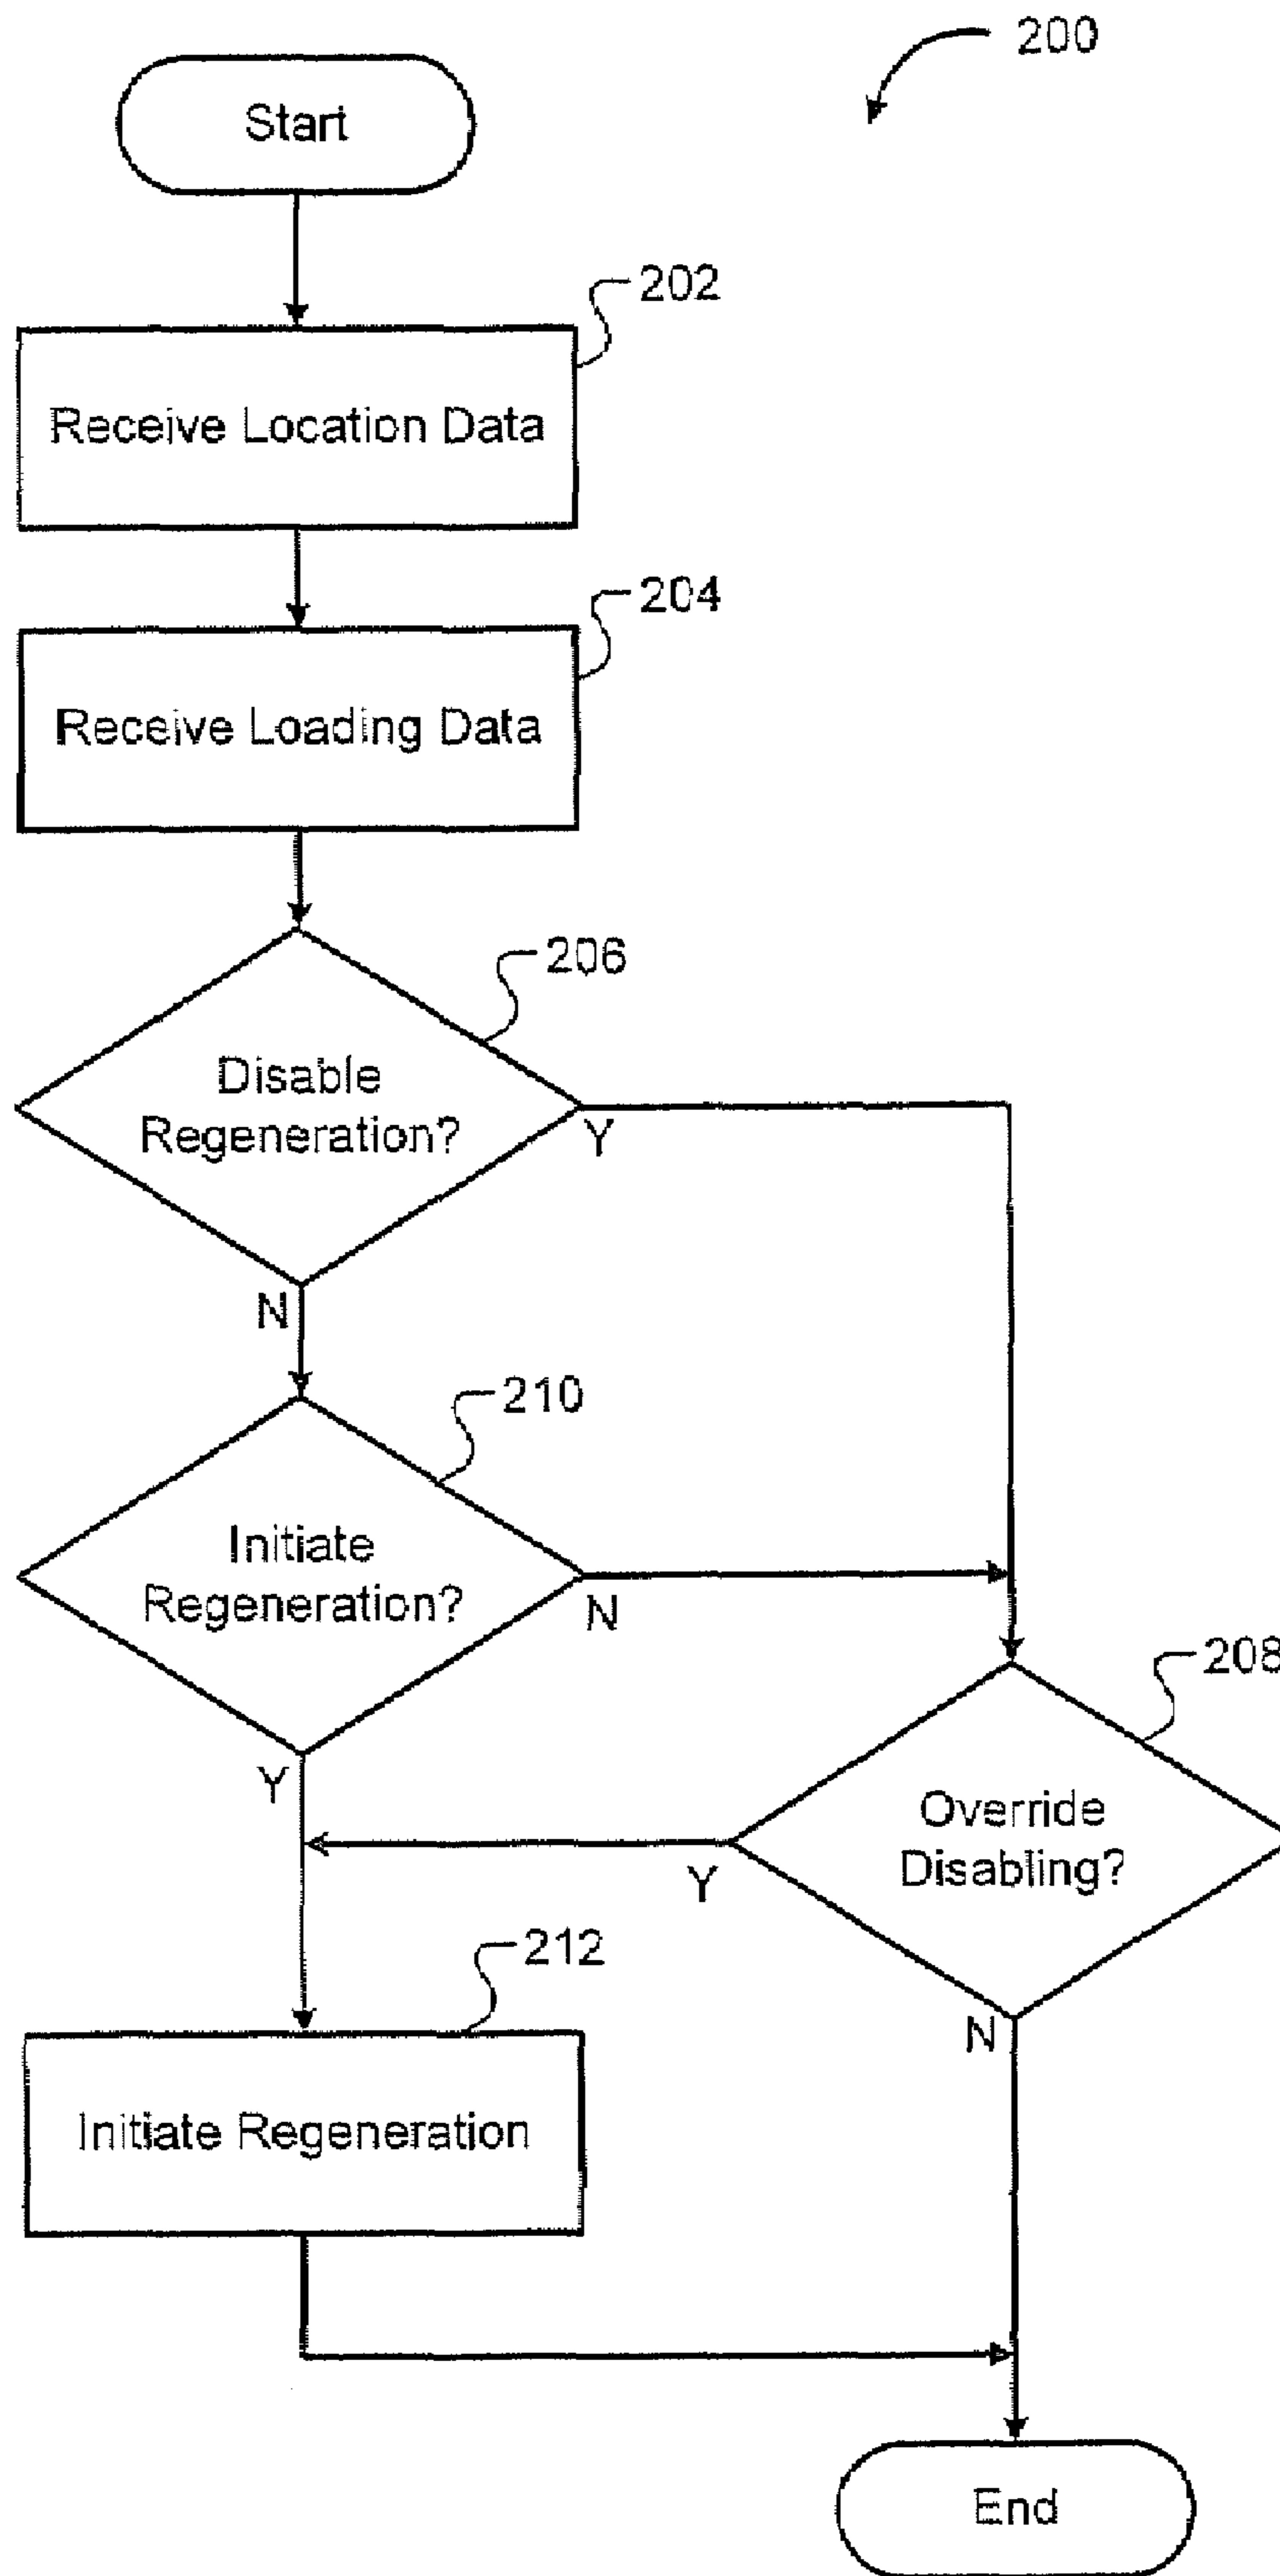 200
Start
202
Receive Location Data
204
Receive Loading Data
206
Disable
Regeneration?
Y
N
210
Initiate
Regeneration?
N
208
Y
Override
Disabling?
Y
212
N
Initiate Regeneration
End